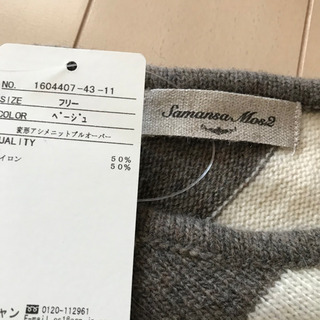 NO. 1604407-43-11
SIZE フリー
COLOR ベージュ
変形アシメニットプルオーバー
UALITY
イロン 50%
50%
ャン
0120-112961
Samansa Mos2